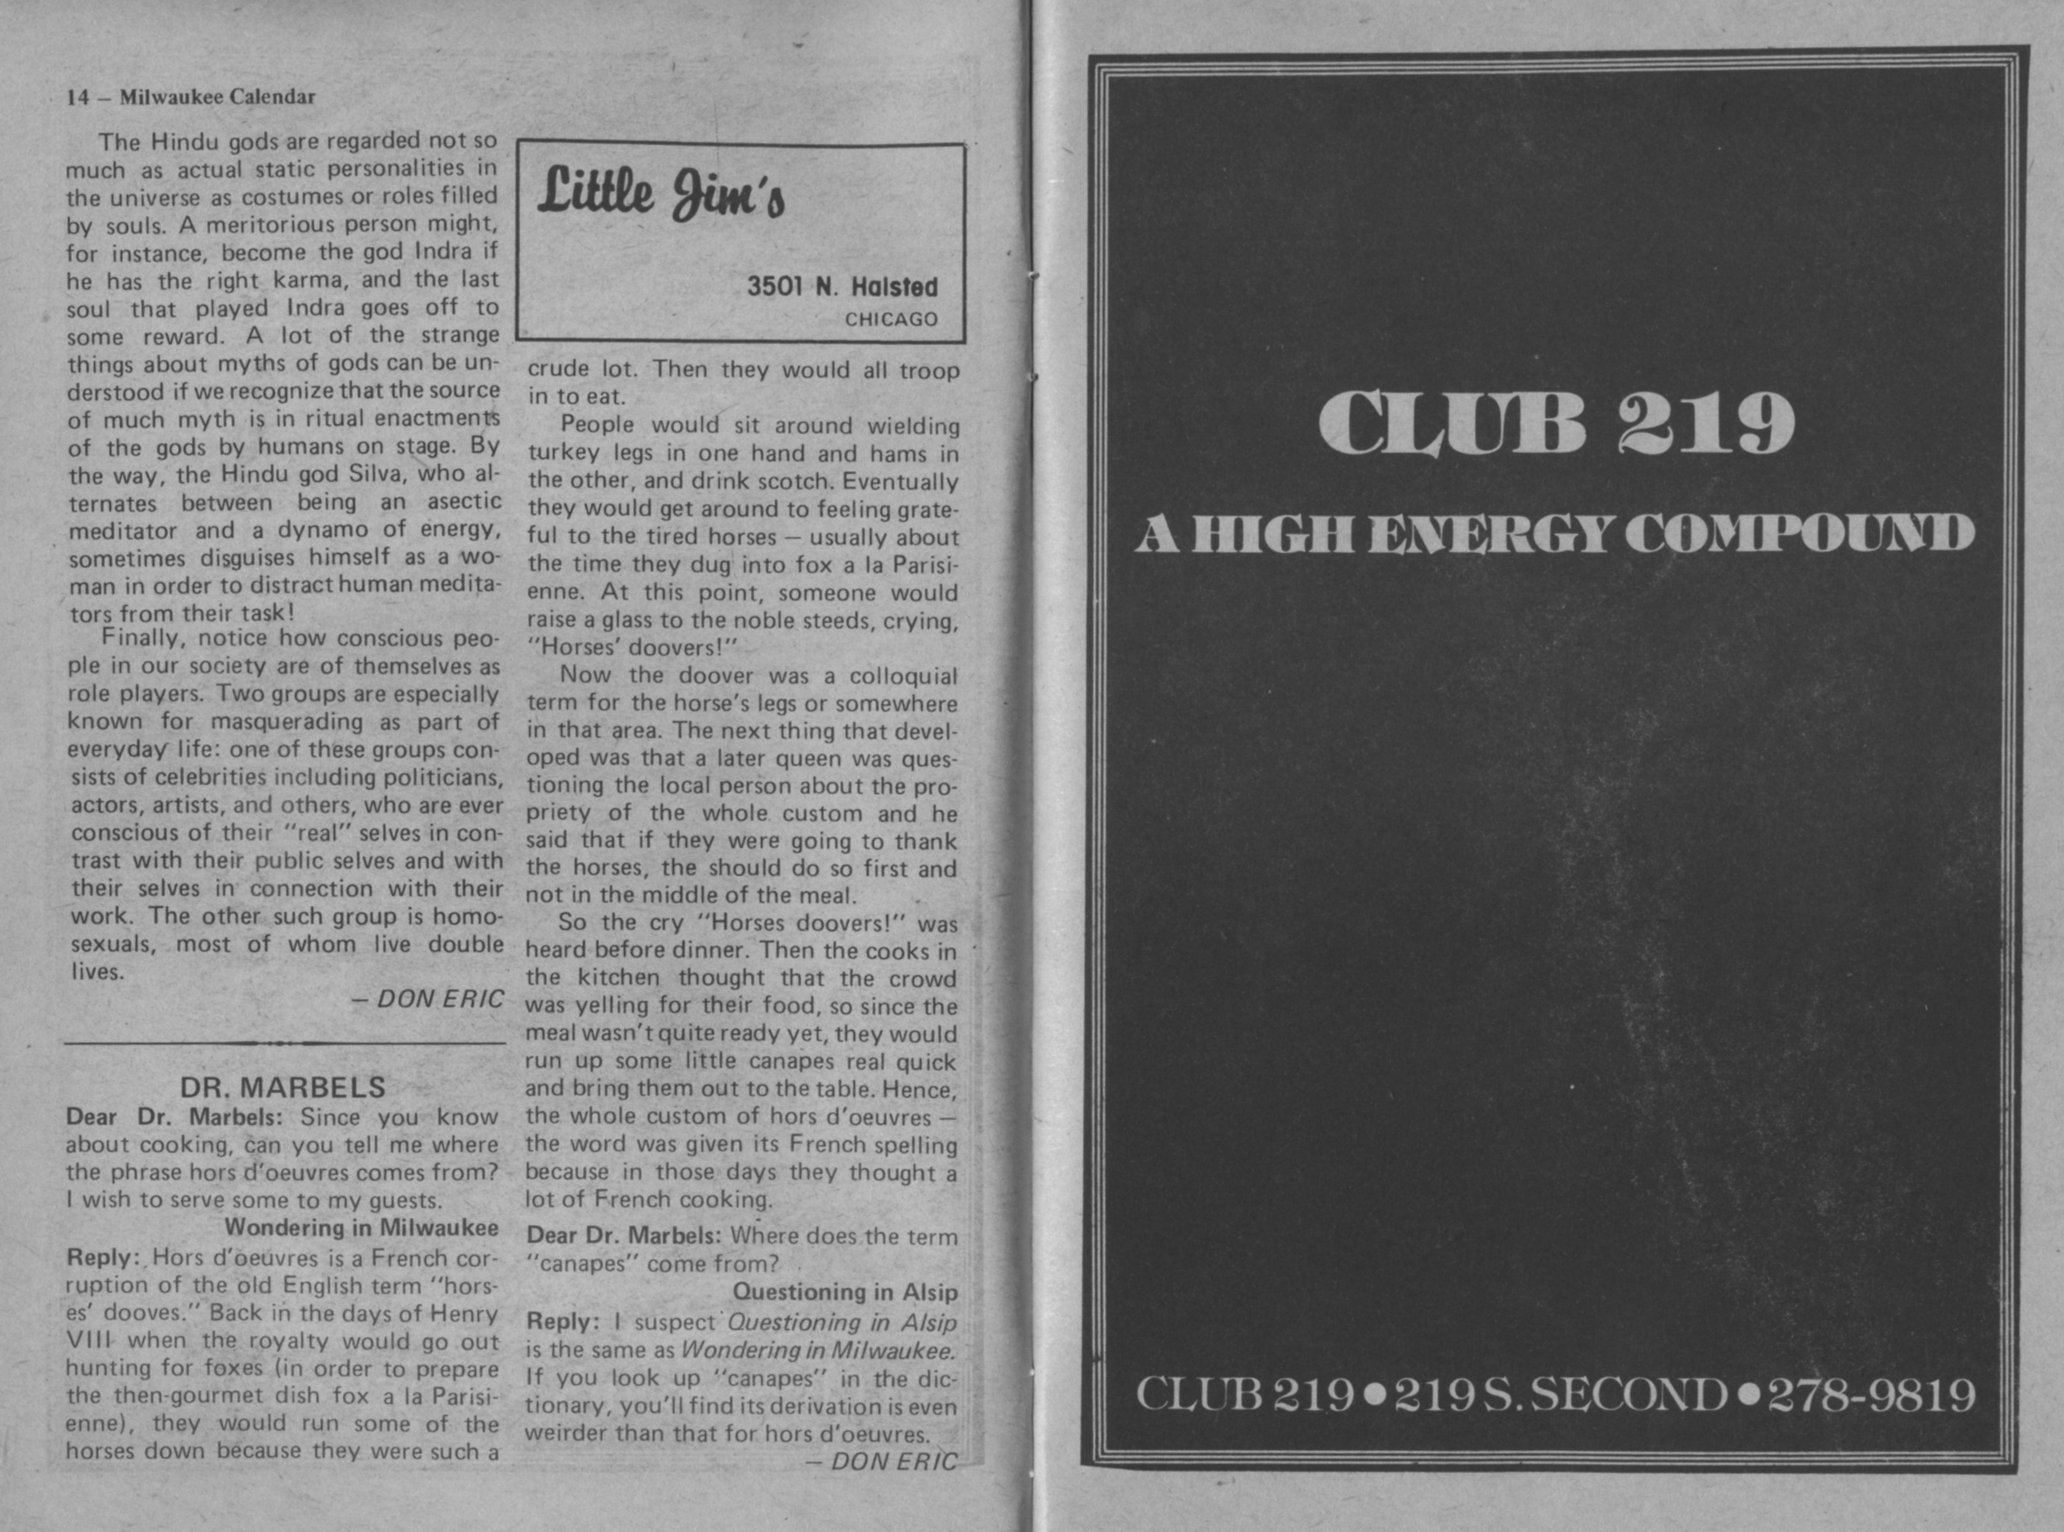 14 — Milwaukee Calendar
The Hindu gods are regarded not so
much as actual static personalities in
the universe as costumes or roles filled
by souls. A meritorious person might,
for instance, become the god Indra if
he has the right karma, and the last
soul that played Indra goes off to
some reward. A lot of the strange
things about myths of gods can be un-
derstood if we recognize that the source
of much myth is in ritual enactments
of the gods by humans on stage. By
the way, the Hindu god Silva, who al-
ternates between being an asectic
meditator and a dynamo of energy,
sometimes disguises himself as a wo-
man in order to distract human medita-
tors from their task!
Finally, notice how conscious peo-
ple in our society are of themselves as
role players. Two groups are especially
known for masquerading as part of
everyday life: one of these groups con-
sists of celebrities including politicians,
actors, artists, and others, who are ever
conscious of their "real" selves in con-
trast with their public selves and with
their selves in connection with their
work. The other such group is homo-
sexuals, most of whom live double
lives.
— DON ERIC
DR. MARBELS
Dear Dr. Marbels: Since you know
about cooking, can you tell me where
the phrase hors d'oeuvres comes from?
I wish to serve some to my guests.
Wondering in Milwaukee
Reply: Hors d'oeuvres is a French cor-
ruption of the old English term "hors-
es' dooves." Back in the days of Henry
VIII when the royalty would go out
hunting for foxes (in order to prepare
the then-gourmet dish fox a la Parisi-
enne), they would run some of the
horses down because they were such a
Little Jim's
3501 N. Halsted
CHICAGO
crude lot. Then they would all troop
in to eat.
People would sit around wielding
turkey legs in one hand and hams in
the other, and drink scotch. Eventually
they would get around to feeling grate-
ful to the tired horses — usually about
the time they dug into fox a la Parisi-
enne. At this point, someone would
raise a glass to the noble steeds, crying,
"Horses' doovers!"
Now the doover was a colloquial
term for the horse's legs or somewhere
in that area. The next thing that devel-
oped was that a later queen was ques-
tioning the local person about the pro-
priety of the whole custom and he
said that if they were going to thank
the horses, the should do so first and
not in the middle of the meal.
So the cry "Horses doovers!" was
heard before dinner. Then the cooks in
the kitchen thought that the crowd
was yelling for their food, so since the
meal wasn't quite ready yet, they would
run up some little canapes real quick
and bring them out to the table. Hence,
the whole custom of hors d'oeuvres —
the word was given its French spelling
because in those days they thought a
lot of French cooking.
Dear Dr. Marbels: Where does the term
"canapes" come from?
Questioning in Alsip
Reply: I suspect Questioning in Alsip
is the same as Wondering in Milwaukee.
If you look up "canapes" in the dic-
tionary, you'll find its derivation is even
weirder than that for hors d'oeuvres.
— DON ERIC
CLUB 219
A HIGH ENERGY COMPOUND
CLUB 219 • 219 S. SECOND • 278-9819